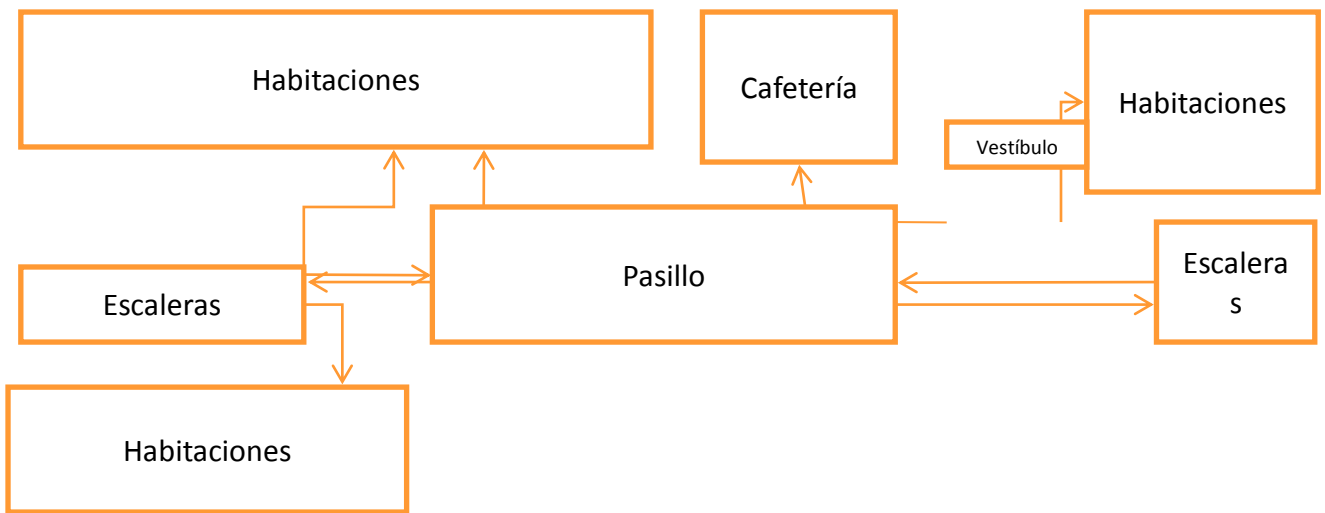 Habitaciones
Cafetería
Habitaciones
Vestíbulo
Pasillo
Escaleras
Escalera
s
Habitaciones